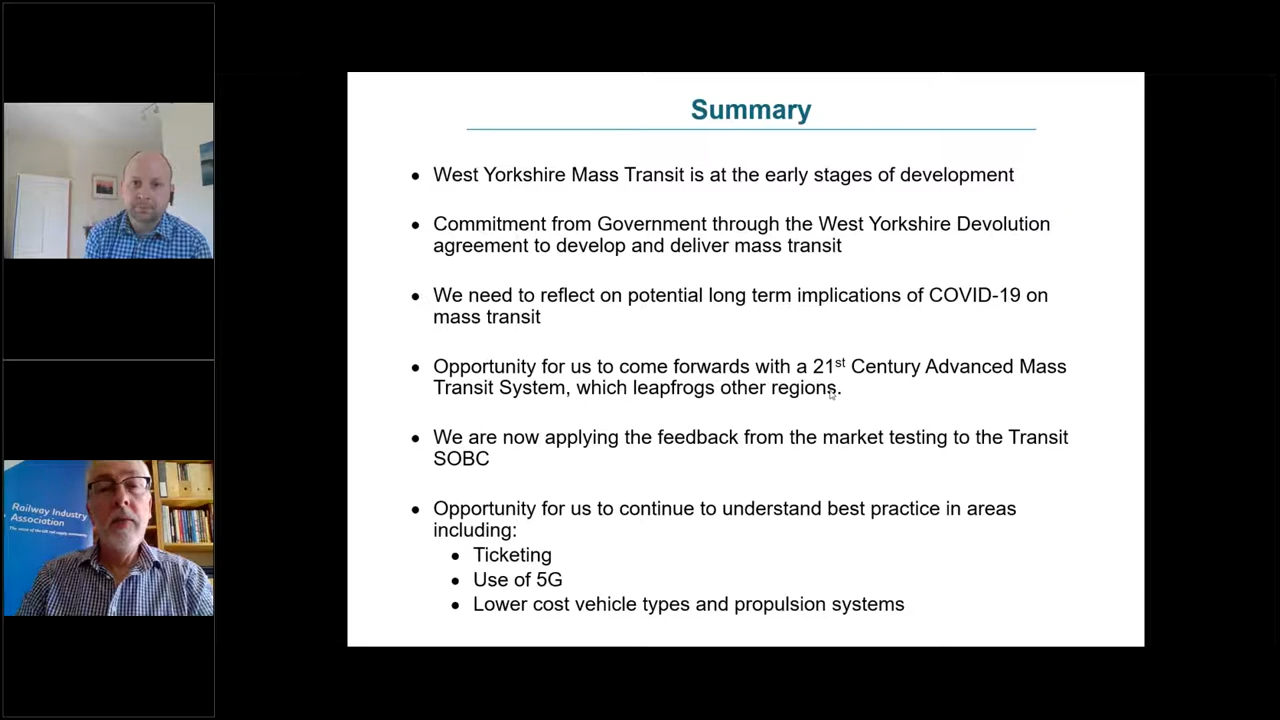 Summary
• West Yorkshire Mass Transit is at the early stages of development
• Commitment from Government through the West Yorkshire Devolution
agreement to develop and deliver mass transit
• We need to reflect on potential long term implications of COVID-19 on
mass transit
• Opportunity for us to come forwards with a 21st Century Advanced Mass
Transit System, which leapfrogs other regions.
• We are now applying the feedback from the market testing to the Transit
SOBC
• Opportunity for us to continue to understand best practice in areas
including:
• Ticketing
• Use of 5G
• Lower cost vehicle types and propulsion systems
Railway Industry
Association